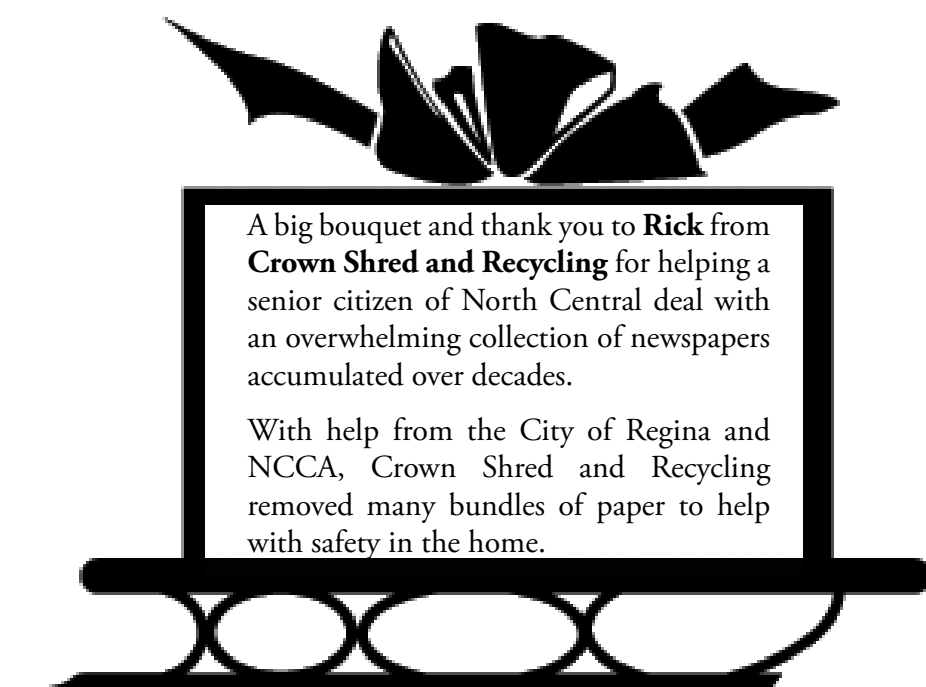 A big bouquet and thank you to Rick from
Crown Shred and Recycling for helping a
senior citizen of North Central deal with
an overwhelming collection of newspapers
accumulated over decades.
With help from the City of Regina and
NCCA, Crown Shred and Recycling
removed many bundles of paper to help
with safety in the home.